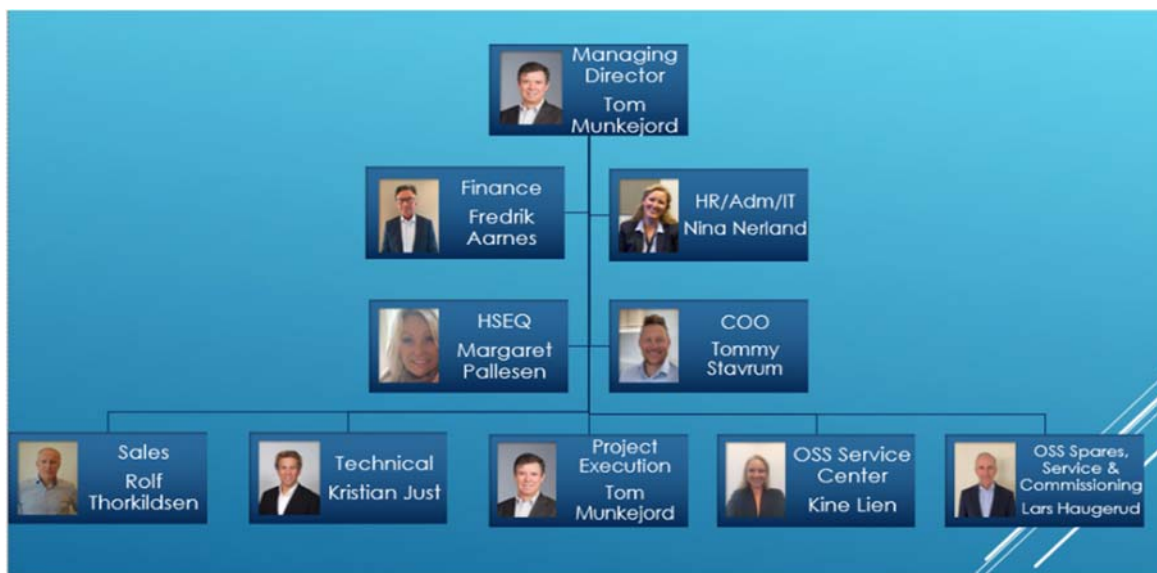 Managing
Director
Tom
Munkejord
Finance
Fredrik
Aarnes
HR/Adm/IT
Nina Nerland
HSEQ
Margaret
Pallesen
COO
Tommy
Stavrum
Sales
Rolf
Thorkildsen
Technical
Kristian Just
Project
Execution
Tom
Munkejord
OSS Service
Center
Kine Lien
OSS Spares,
Service &
Commissioning
Lars Haugerud